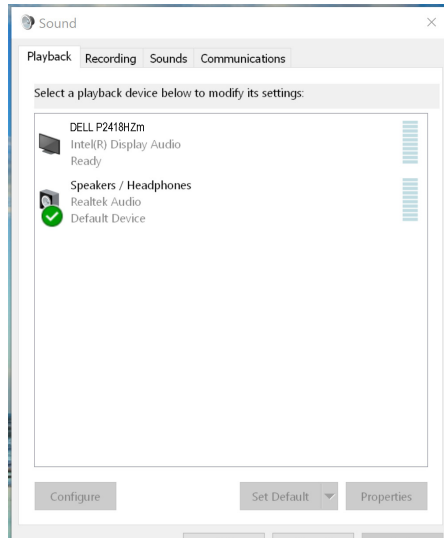 Sound
Playback Recording Sounds Communications
Select a playback device below to modify its settings:
DELL P2418HZm
Intel(R) Display Audio
Ready
Speakers / Headphones
Realtek Audio
Default Device
Configure Set Default Properties